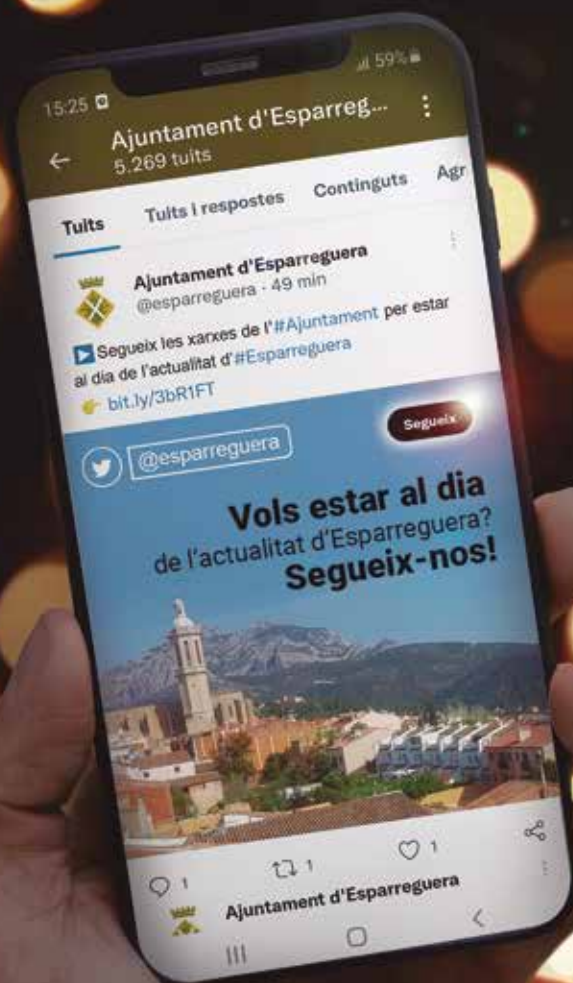 15:25
59%
Ajuntament d'Esparreg...
5.269 tuits
Tuits
Tuits i respostes
Continguts
Agr
Ajuntament d'Esparreguera
@esparreguera · 49 min
Segueix les xarxes de l'#Ajuntament per estar
al dia de l'actualitat d'#Esparreguera
bit.ly/3bR1FT
@esparreguera
Segueix
Vols estar al dia
de l'actualitat d'Esparreguera?
Segueix-nos!
1
1
1
Ajuntament d'Esparreguera